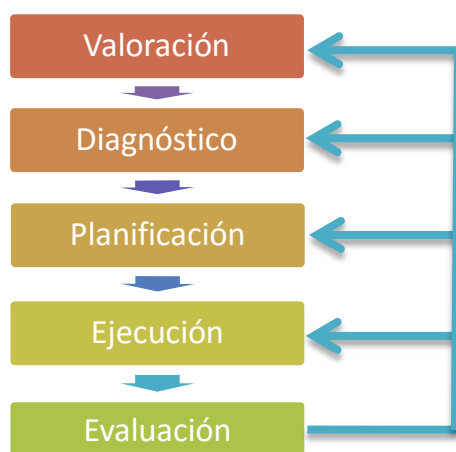 Valoración
Diagnóstico
Planificación
Ejecución
Evaluación